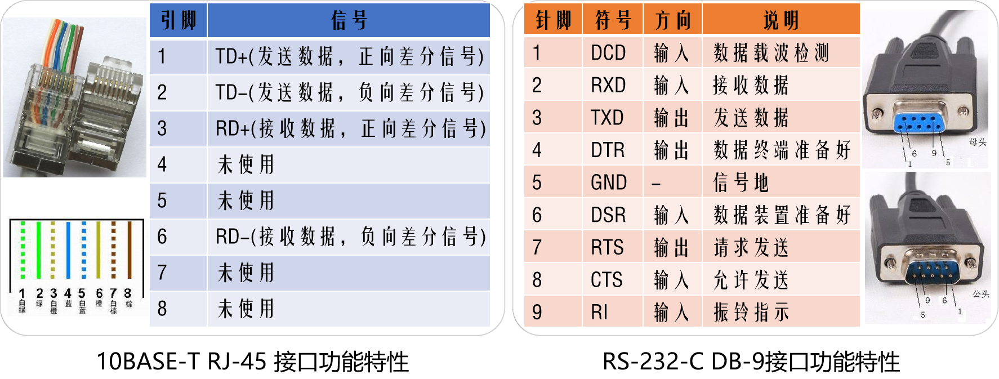 引脚 信号
1 TD+(发送数据，正向差分信号)
2 TD-(发送数据，负向差分信号)
3 RD+(接收数据，正向差分信号)
4 未使用
5 未使用
6 RD-(接收数据，负向差分信号)
7 未使用
8 未使用
1 2 3 4 5 6 7 8
白绿 绿 白橙 蓝 白蓝 橙 白棕 棕
10BASE-T RJ-45 接口功能特性
针脚 符号 方向 说明
1 DCD 输入 数据载波检测
2 RXD 输入 接收数据
3 TXD 输出 发送数据
4 DTR 输出 数据终端准备好
5 GND - 信号地
6 DSR 输入 数据装置准备好
7 RTS 输出 请求发送
8 CTS 输入 允许发送
9 RI 输入 振铃指示
母头
6 9
1 5
公头
9 6
5 1
RS-232-C DB-9接口功能特性